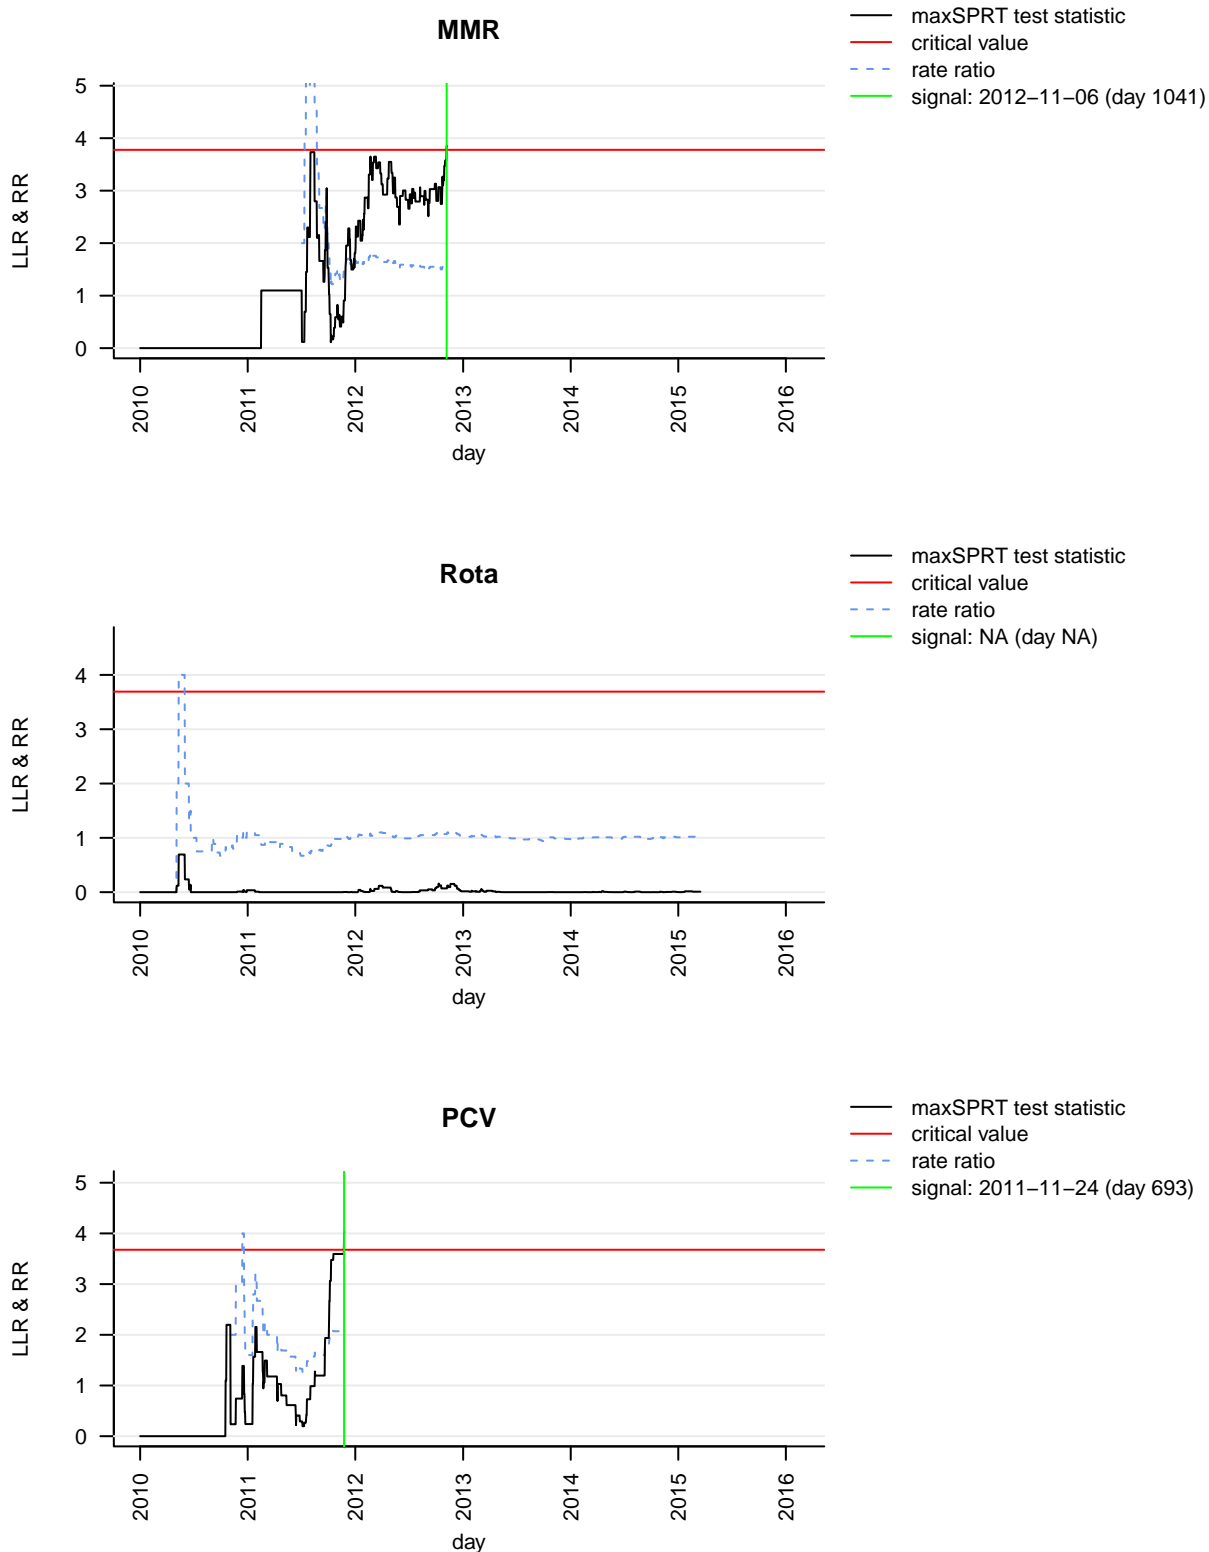 MMR
maxSPRT test statistic
critical value
rate ratio
signal: 2012−11−06 (day 1041)
LLR & RR
5
4
3
2
1
0
2010
2011
2012
2013
2014
2015
2016
day
Rota
maxSPRT test statistic
critical value
rate ratio
signal: NA (day NA)
LLR & RR
4
3
2
1
0
2010
2011
2012
2013
2014
2015
2016
day
PCV
maxSPRT test statistic
critical value
rate ratio
signal: 2011−11−24 (day 693)
LLR & RR
5
4
3
2
1
0
2010
2011
2012
2013
2014
2015
2016
day